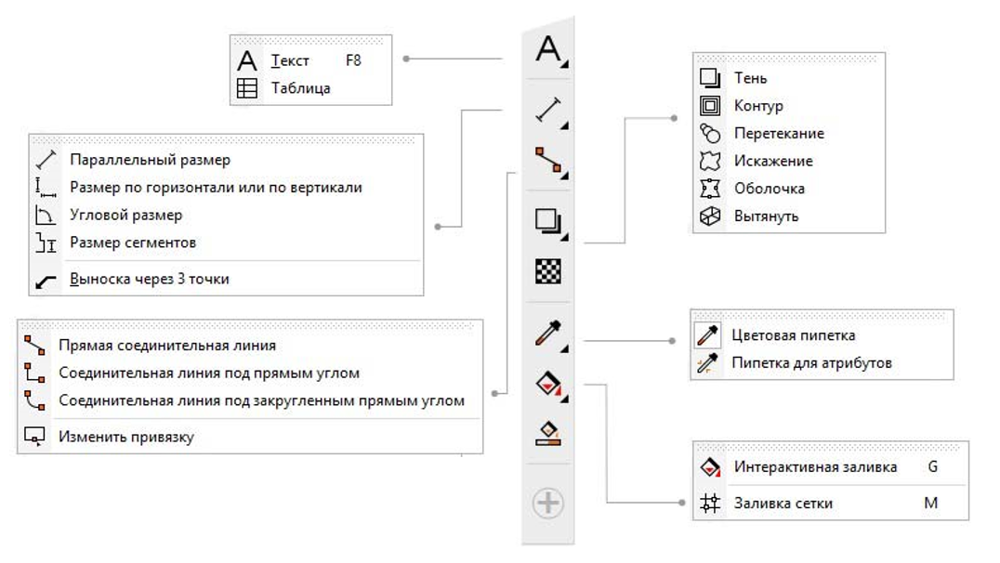 Текст F8
Таблица
Параллельный размер
Размер по горизонтали или по вертикали
Угловой размер
Размер сегментов
Выноска через 3 точки
Прямая соединительная линия
Соединительная линия под прямым углом
Соединительная линия под закругленным прямым углом
Изменить привязку
Тень
Контур
Перетекание
Искажение
Оболочка
Вытянуть
Цветовая пипетка
Пипетка для атрибутов
Интерактивная заливка G
Заливка сетки M